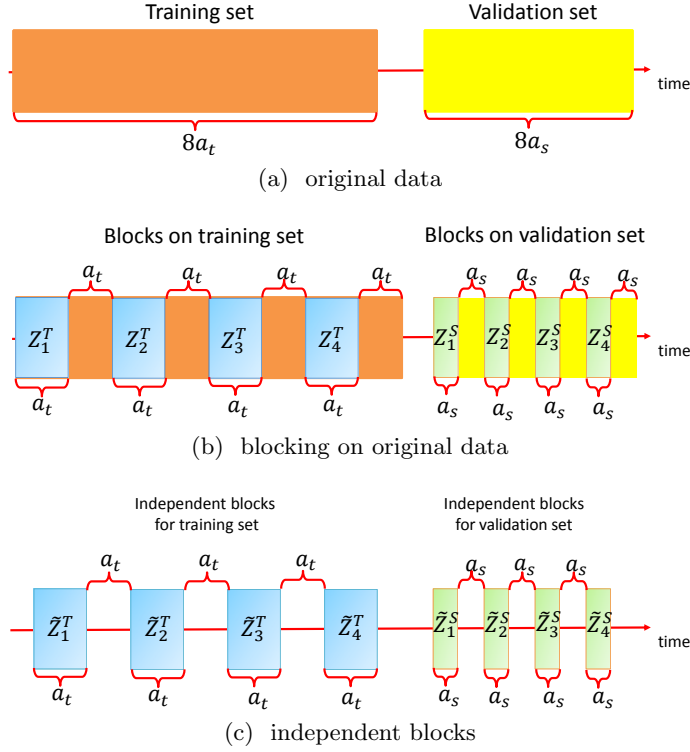 Training set
Validation set
time
8a_t
8a_s
(a) original data
Blocks on training set
Blocks on validation set
a_t a_t a_t a_t
a_s a_s a_s a_s
Z_1^T Z_2^T Z_3^T Z_4^T
Z_1^S Z_2^S Z_3^S Z_4^S
time
a_t a_t a_t a_t
a_s a_s a_s a_s
(b) blocking on original data
Independent blocks
for training set
Independent blocks
for validation set
a_t a_t a_t
a_s a_s a_s
Z̃_1^T Z̃_2^T Z̃_3^T Z̃_4^T
Z̃_1^S Z̃_2^S Z̃_3^S Z̃_4^S
time
a_t a_t a_t a_t
a_s a_s a_s a_s
(c) independent blocks